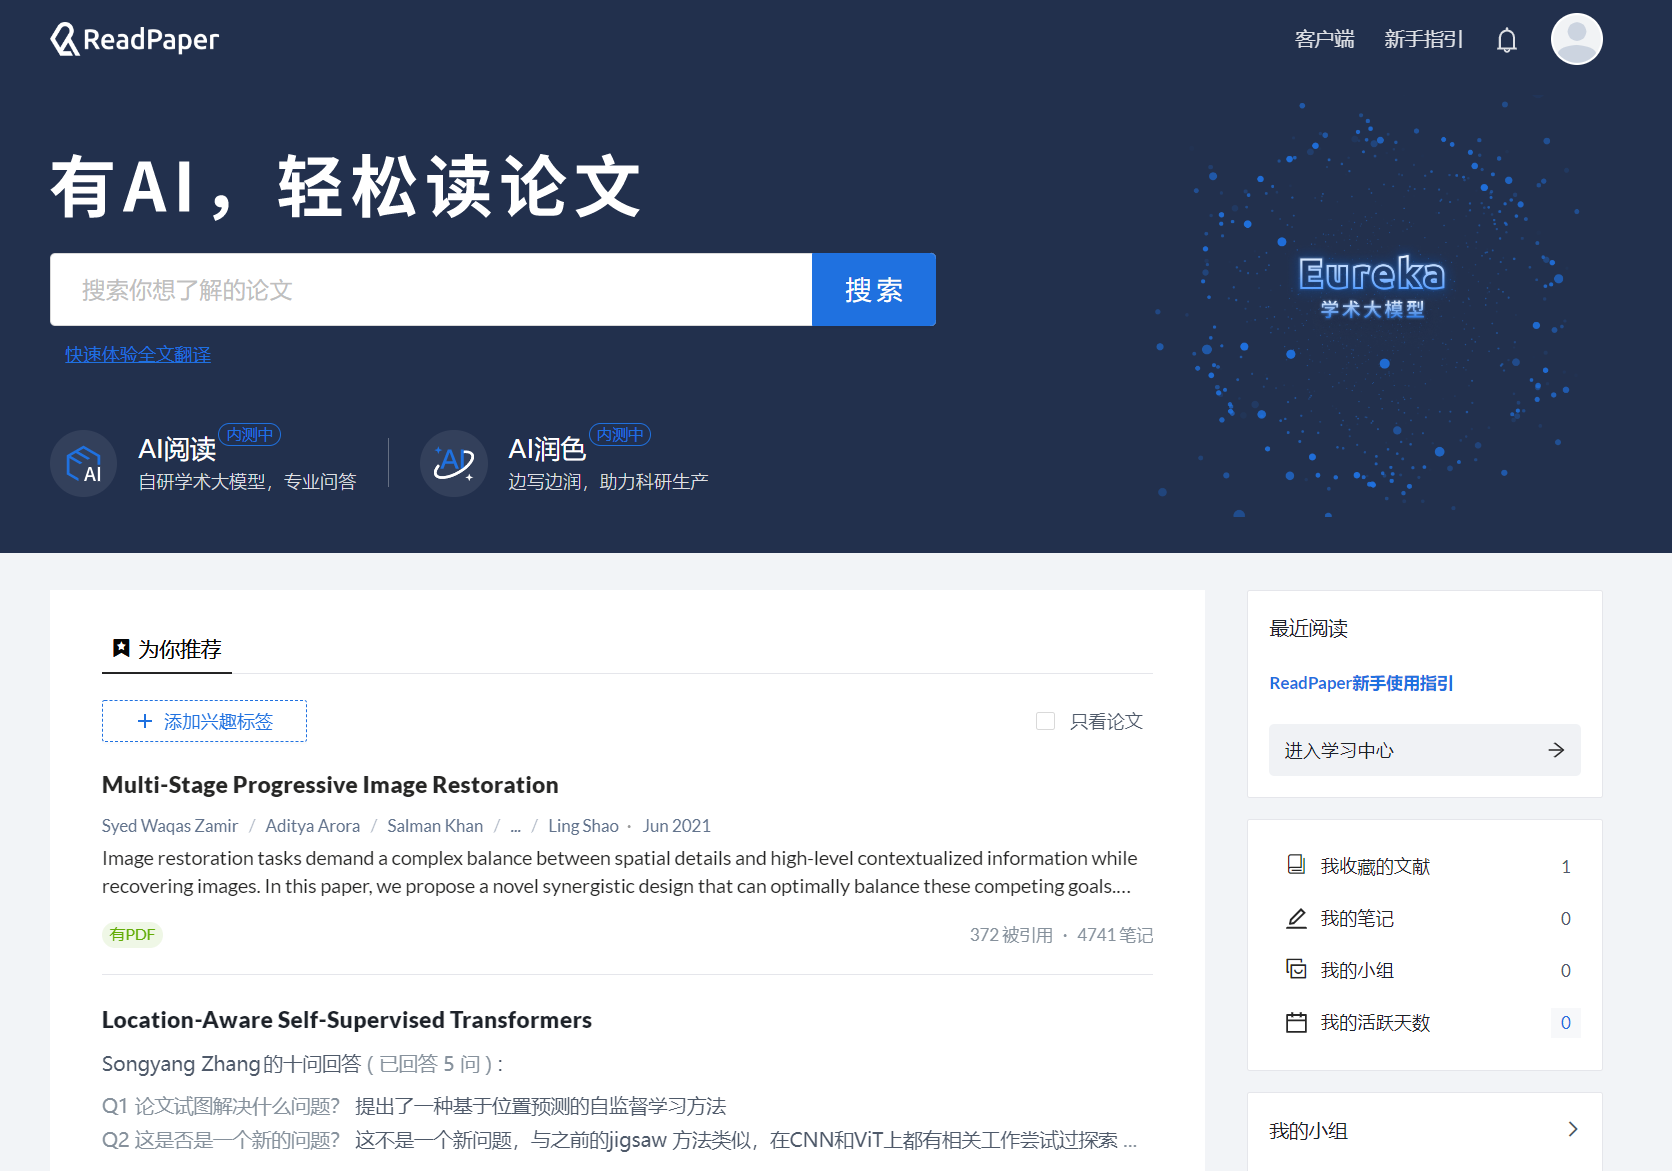 ReadPaper
客户端 新手指引
有AI，轻松读论文
搜索你想了解的论文
搜索
快速体验全文翻译
Eureka
学术大模型
AI
AI阅读 内测中
自研学术大模型，专业问答
AI
AI润色 内测中
边写边润，助力科研生产
为你推荐
添加兴趣标签
只看论文
Multi-Stage Progressive Image Restoration
Syed Waqas Zamir / Aditya Arora / Salman Khan / ... / Ling Shao · Jun 2021
Image restoration tasks demand a complex balance between spatial details and high-level contextualized information while
recovering images. In this paper, we propose a novel synergistic design that can optimally balance these competing goals....
有PDF
372 被引用 · 4741 笔记
Location-Aware Self-Supervised Transformers
Songyang Zhang的十问回答 ( 已回答 5 问 ) :
Q1 论文试图解决什么问题？ 提出了一种基于位置预测的自监督学习方法
Q2 这是否是一个新的问题？ 这不是一个新问题，与之前的jigsaw 方法类似，在CNN和ViT上都有相关工作尝试过探索 ...
最近阅读
ReadPaper新手使用指引
进入学习中心
我收藏的文献 1
我的笔记 0
我的小组 0
我的活跃天数 0
我的小组